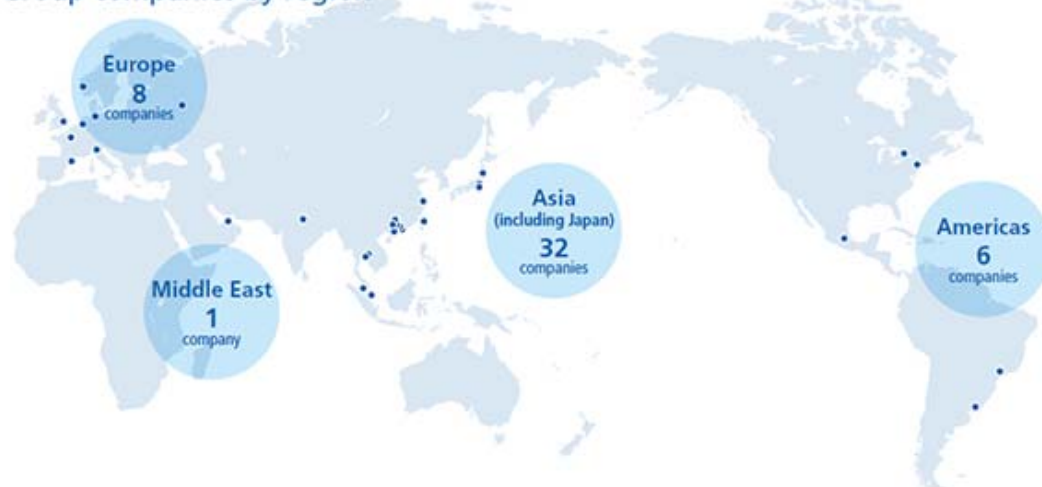 Europe
8
companies
Asia
(including Japan)
32
companies
Americas
6
companies
Middle East
1
company